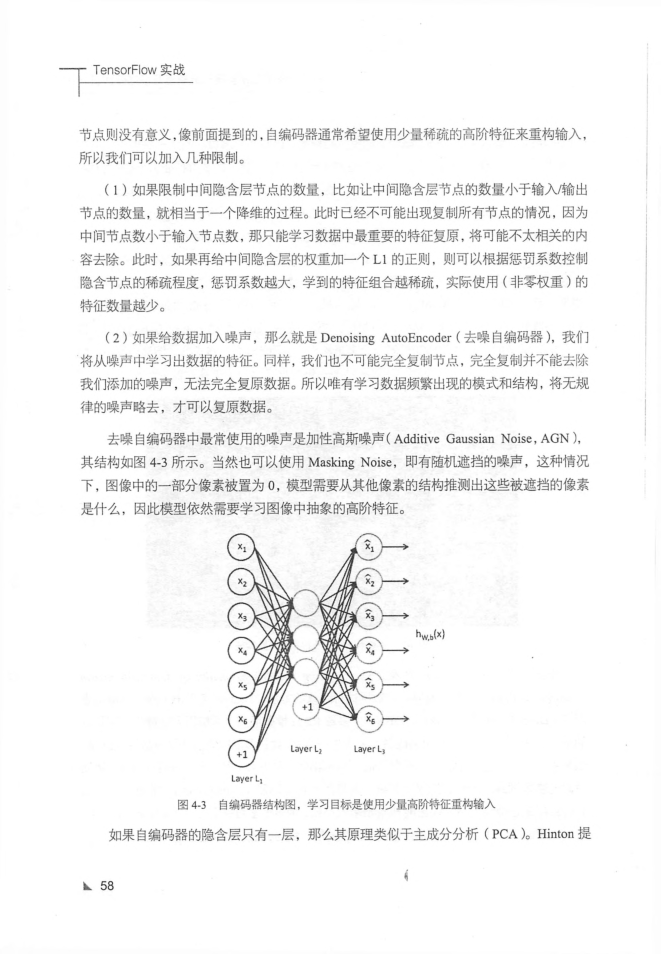 TensorFlow 实战
节点则没有意义,像前面提到的,自编码器通常希望使用少量稀疏的高阶特征来重构输入,
所以我们可以加入几种限制。
（1）如果限制中间隐含层节点的数量，比如让中间隐含层节点的数量小于输入/输出
节点的数量，就相当于一个降维的过程。此时已经不可能出现复制所有节点的情况，因为
中间节点数小于输入节点数，那只能学习数据中最重要的特征复原，将可能不太相关的内
容去除。此时，如果再给中间隐含层的权重加一个 L1 的正则，则可以根据惩罚系数控制
隐含节点的稀疏程度，惩罚系数越大，学到的特征组合越稀疏，实际使用（非零权重）的
特征数量越少。
（2）如果给数据加入噪声，那么就是 Denoising AutoEncoder（去噪自编码器），我们
将从噪声中学习出数据的特征。同样，我们也不可能完全复制节点，完全复制并不能去除
我们添加的噪声，无法完全复原数据。所以唯有学习数据频繁出现的模式和结构，将无规
律的噪声略去，才可以复原数据。
去噪自编码器中最常使用的噪声是加性高斯噪声（Additive Gaussian Noise，AGN），
其结构如图 4-3 所示。当然也可以使用 Masking Noise，即有随机遮挡的噪声，这种情况
下，图像中的一部分像素被置为 0，模型需要从其他像素的结构推测出这些被遮挡的像素
是什么，因此模型依然需要学习图像中抽象的高阶特征。
x₁ x̂₁
x₂ x̂₂
x₃ x̂₃
h_W,b(x)
x₄ x̂₄
x₅ x̂₅
+1
x₆ x̂₆
+1
Layer L₂ Layer L₃
Layer L₁
图 4-3 自编码器结构图，学习目标是使用少量高阶特征重构输入
如果自编码器的隐含层只有一层，那么其原理类似于主成分分析（PCA）。Hinton 提
58